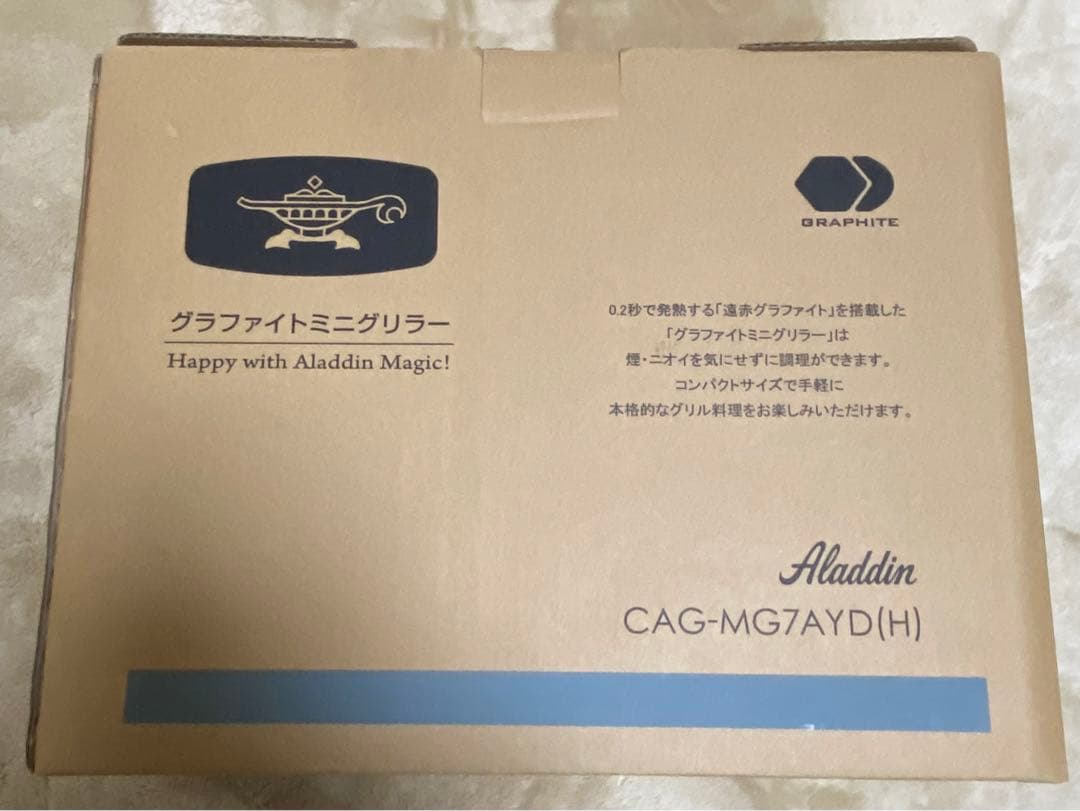 グラファイトミニグリラー
Happy with Aladdin Magic!
GRAPHITE
0.2秒で発熱する「遠赤グラファイト」を搭載した
「グラファイトミニグリラー」は
煙・ニオイを気にせずに調理ができます。
コンパクトサイズで手軽に
本格的なグリル料理をお楽しみいただけます。
Aladdin
CAG-MG7AYD(H)